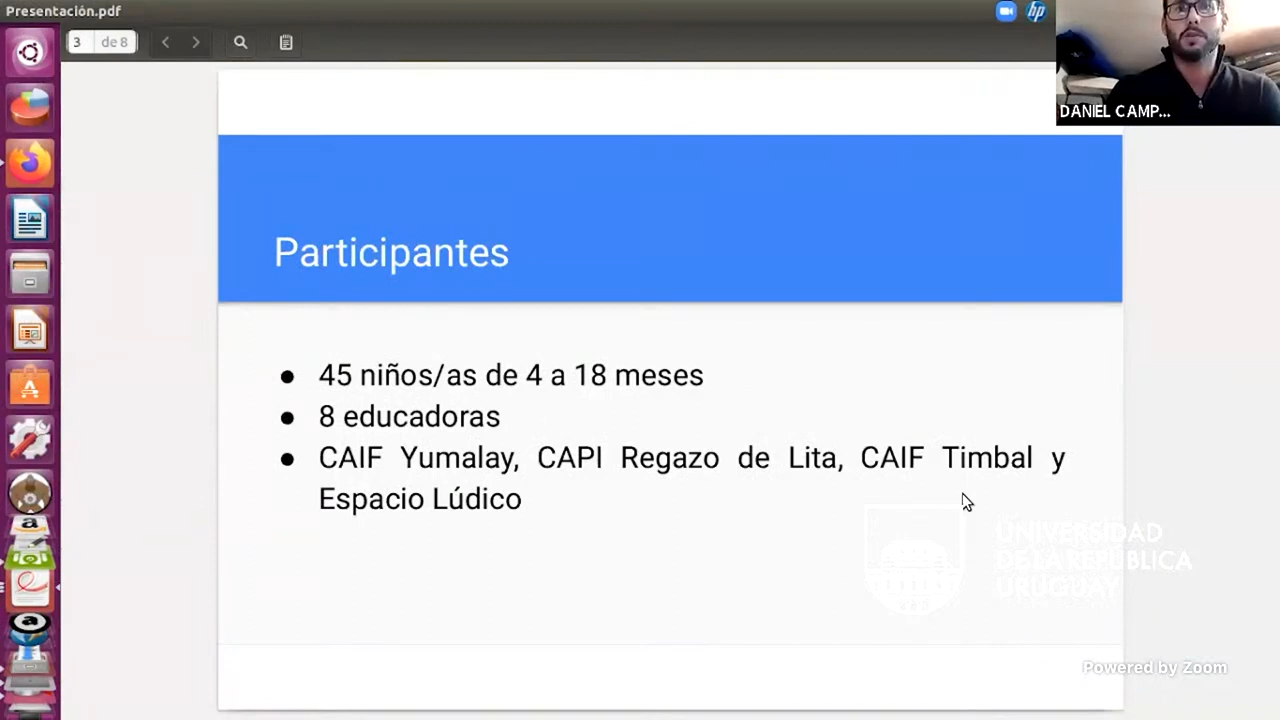 Presentación.pdf
3 de 8
DANIEL CAMP...
Participantes
● 45 niños/as de 4 a 18 meses
● 8 educadoras
● CAIF Yumalay, CAPI Regazo de Lita, CAIF Timbal y
Espacio Lúdico
UNIVERSIDAD
DE LA REPÚBLICA
URUGUAY
Powered by Zoom